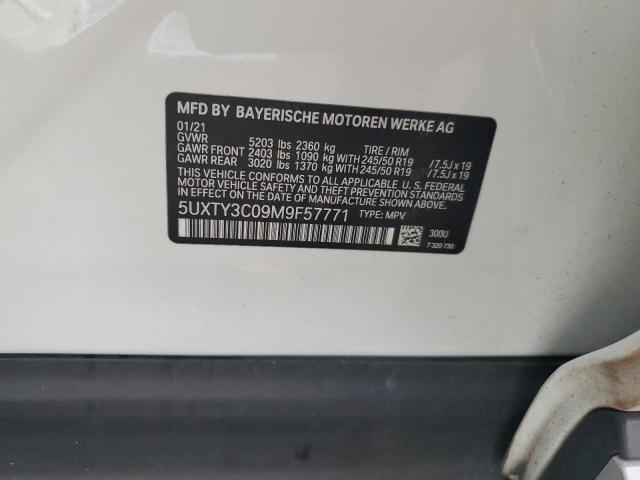 MFD BY BAYERISCHE MOTOREN WERKE AG
01/21
GVWR 5203 lbs 2360 kg TIRE / RIM
GAWR FRONT 2403 lbs 1090 kg WITH 245/50 R19 /7.5J x 19
GAWR REAR 3020 lbs 1370 kg WITH 245/50 R19 /7.5J x 19
THIS VEHICLE CONFORMS TO ALL APPLICABLE U.S. FEDERAL
MOTOR VEHICLE SAFETY STANDARDS IN
EFFECT ON THE DATE OF MANUFACTURE SHOWN ABOVE.
5UXTY3C09M9F57771 TYPE: MPV
300U
7 320 730